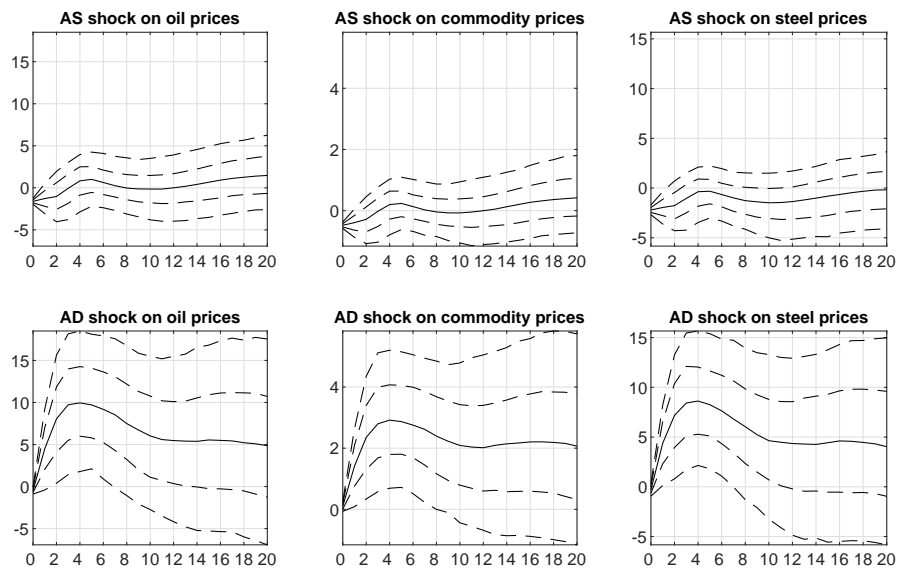 AS shock on oil prices
15
10
5
0
-5
0 2 4 6 8 10 12 14 16 18 20
AS shock on commodity prices
4
2
0
0 2 4 6 8 10 12 14 16 18 20
AS shock on steel prices
15
10
5
0
-5
0 2 4 6 8 10 12 14 16 18 20
AD shock on oil prices
15
10
5
0
-5
0 2 4 6 8 10 12 14 16 18 20
AD shock on commodity prices
4
2
0
0 2 4 6 8 10 12 14 16 18 20
AD shock on steel prices
15
10
5
0
-5
0 2 4 6 8 10 12 14 16 18 20